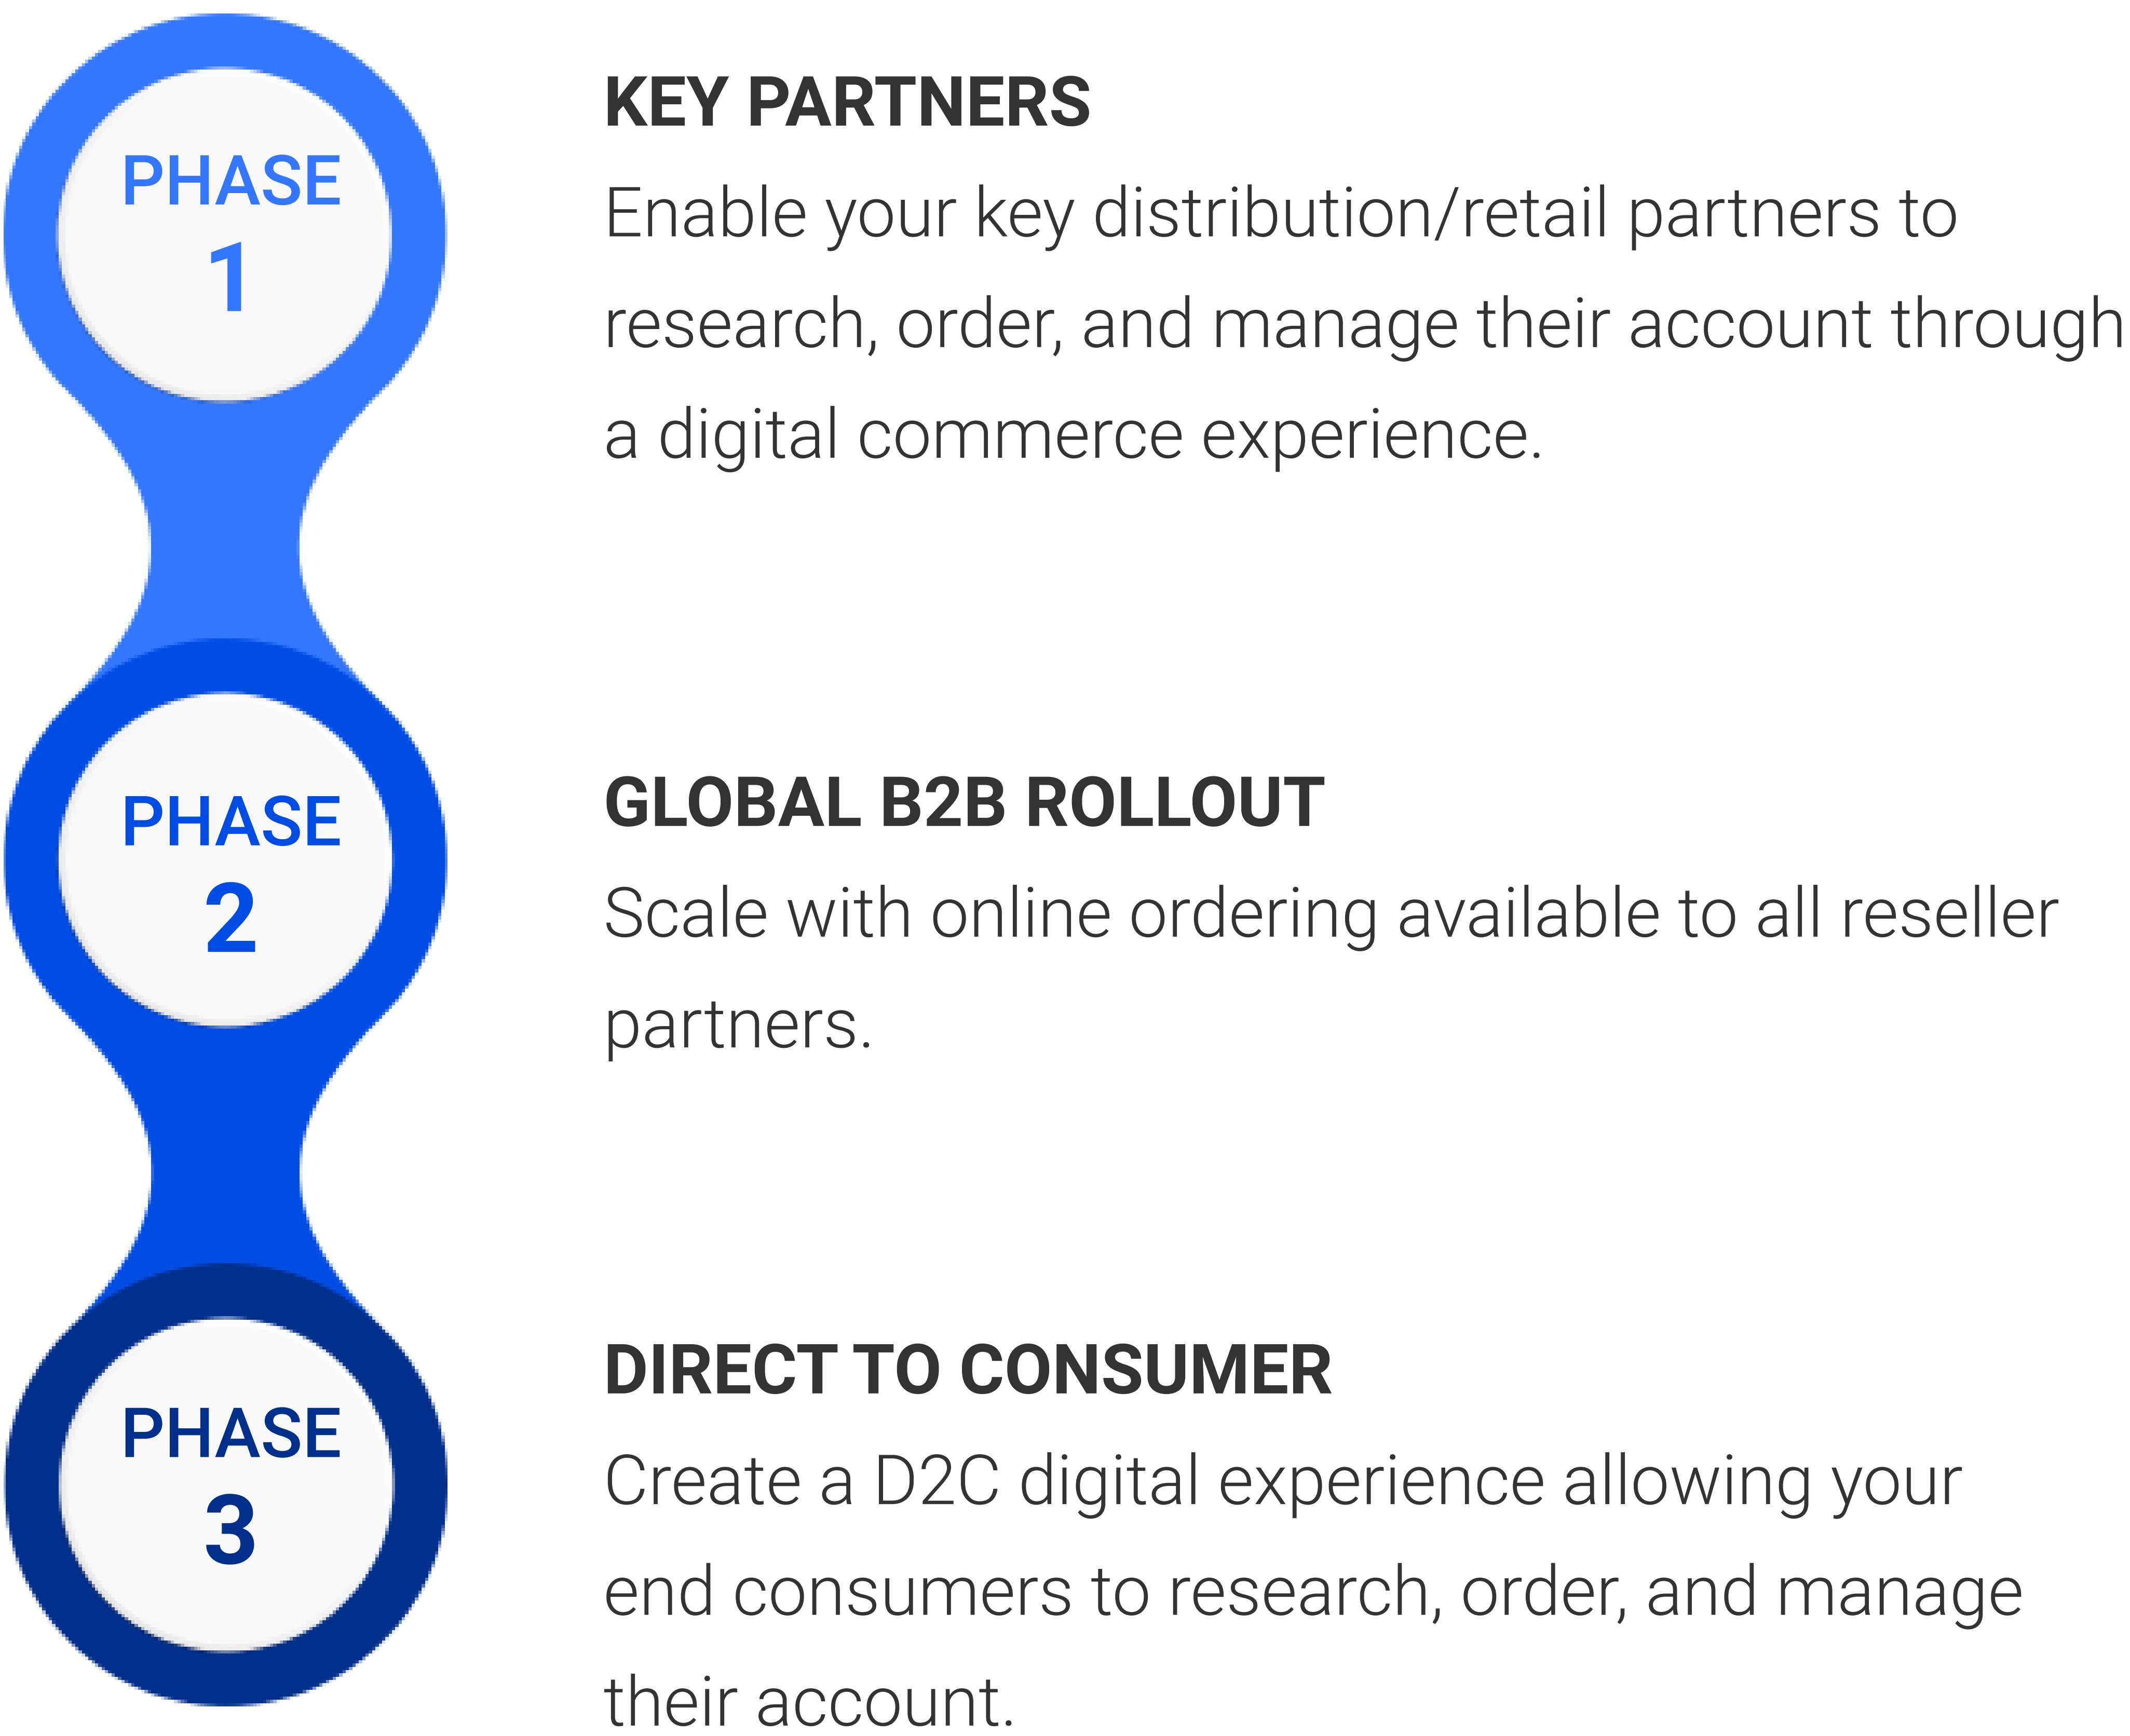 PHASE
1
KEY PARTNERS
Enable your key distribution/retail partners to
research, order, and manage their account through
a digital commerce experience.
PHASE
2
GLOBAL B2B ROLLOUT
Scale with online ordering available to all reseller
partners.
PHASE
3
DIRECT TO CONSUMER
Create a D2C digital experience allowing your
end consumers to research, order, and manage
their account.